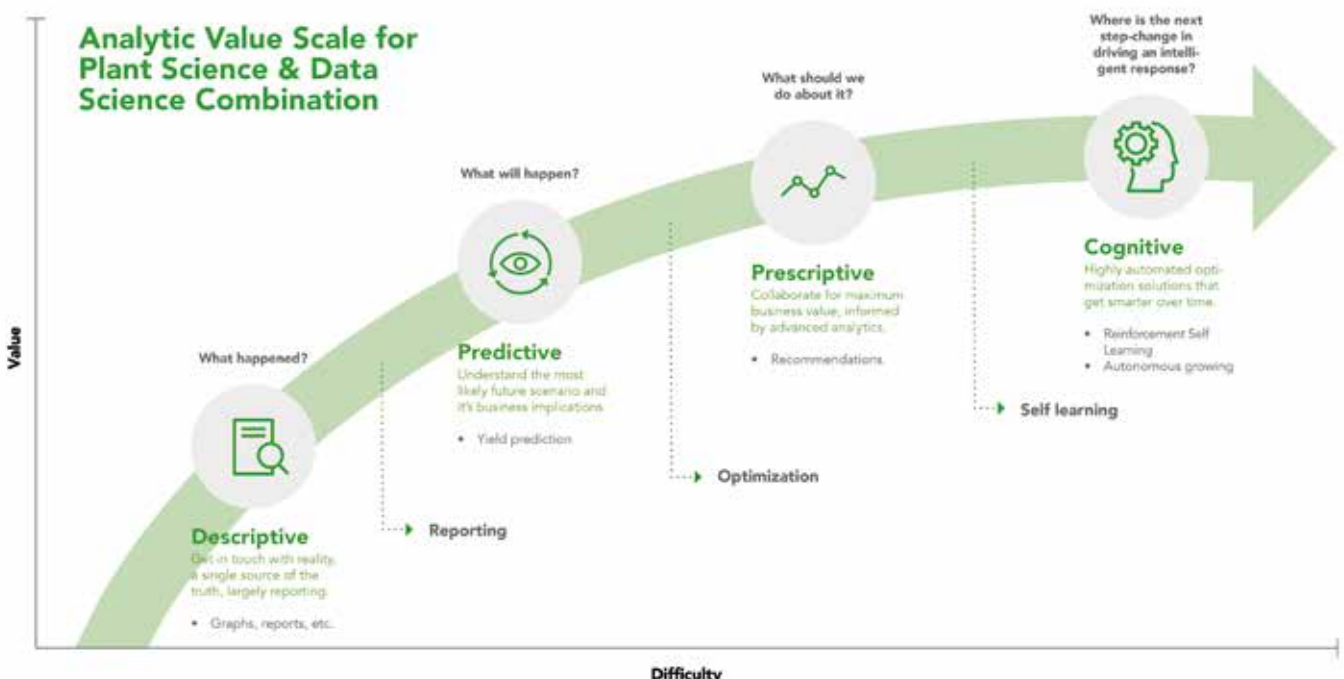 Analytic Value Scale for
Plant Science & Data
Science Combination
Where is the next
step-change in
driving an intelli-
gent response?
What should we
do about it?
What will happen?
What happened?
Cognitive
Highly automated opti-
mization solutions that
get smarter over time.
• Reinforcement Self
Learning
• Autonomous growing
Prescriptive
Collaborate for maximum
business value, informed
by advanced analytics.
• Recommendations
Predictive
Understand the most
likely future scenario and
it's business implications
• Yield prediction
Descriptive
Get in touch with reality,
a single source of the
truth, largely reporting.
• Graphs, reports, etc.
Self learning
Optimization
Reporting
Value
Difficulty